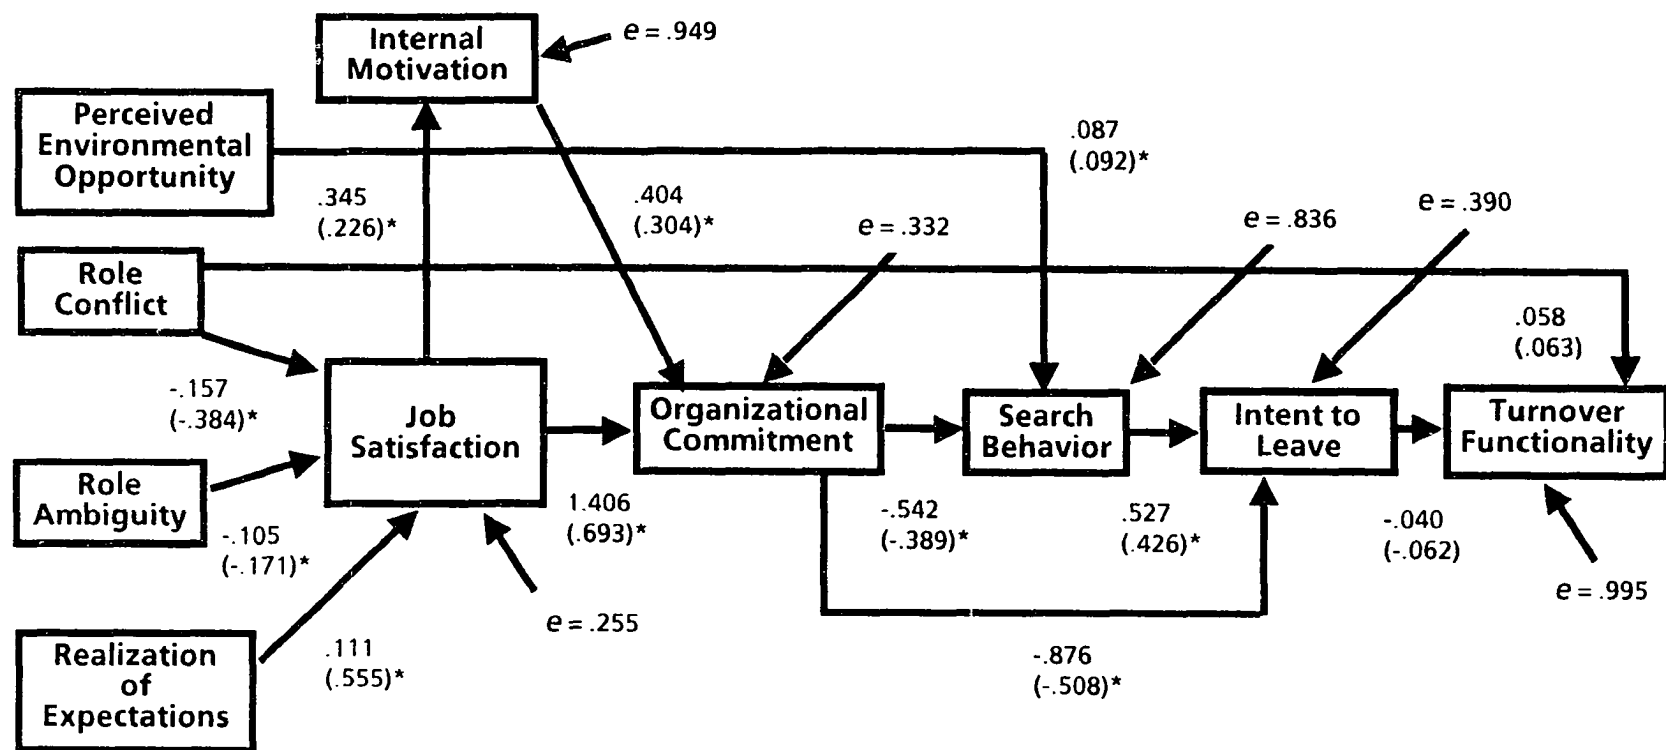 Internal
Motivation
e = .949
Perceived
Environmental
Opportunity
.087
(.092)*
.345
(.226)*
.404
(.304)*
e = .332
e = .836
e = .390
Role
Conflict
.058
(.063)
-.157
(-.384)*
Job
Satisfaction
Organizational
Commitment
Search
Behavior
Intent to
Leave
Turnover
Functionality
Role
Ambiguity
-.105
(-.171)*
1.406
(.693)*
-.542
(-.389)*
.527
(.426)*
-.040
(-.062)
e = .995
e = .255
Realization
of
Expectations
.111
(.555)*
-.876
(-.508)*